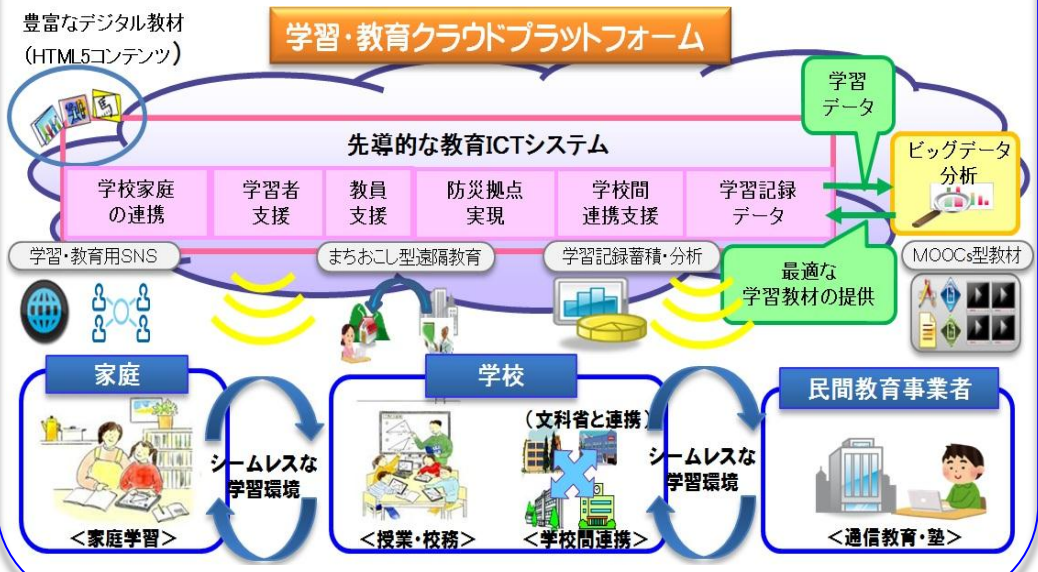 豊富なデジタル教材
(HTML5コンテンツ)
学習・教育クラウドプラットフォーム
学習
データ
先導的な教育ICTシステム
ビッグデータ
分析
学校家庭
の連携
学習者
支援
教員
支援
防災拠点
実現
学校間
連携支援
学習記録
データ
学習・教育用SNS
まちおこし型遠隔教育
学習記録蓄積・分析
最適な
学習教材の提供
MOOCs型教材
家庭
学校
民間教育事業者
(文科省と連携)
シームレスな
学習環境
シームレスな
学習環境
<家庭学習>
<授業・校務>
<学校間連携>
<通信教育・塾>